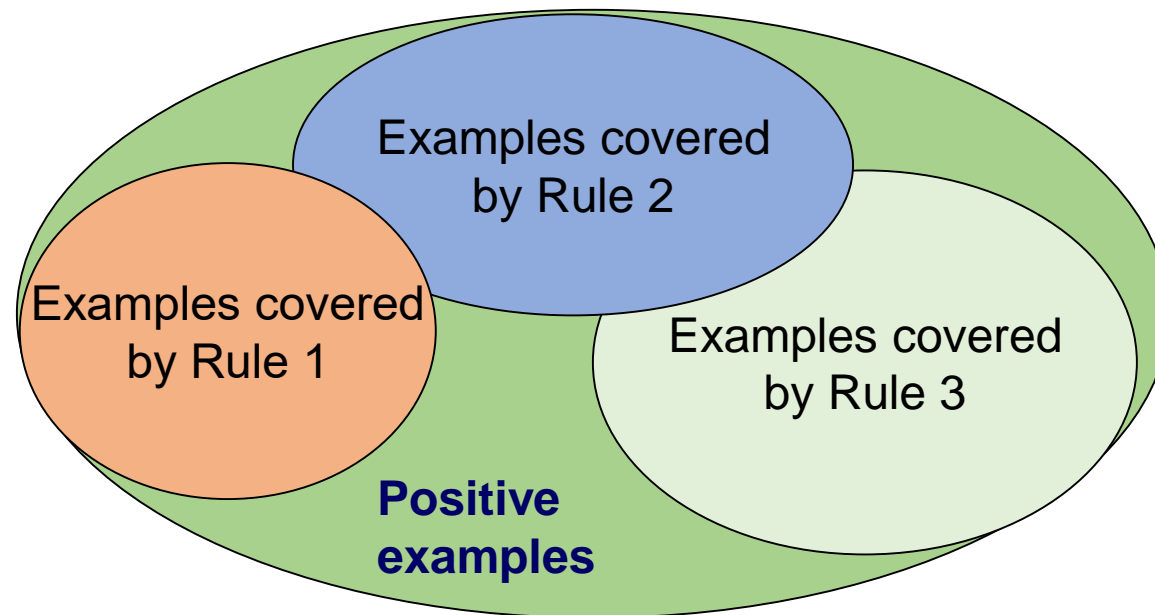 Examples covered
by Rule 2
Examples covered
by Rule 1
Examples covered
by Rule 3
Positive
examples